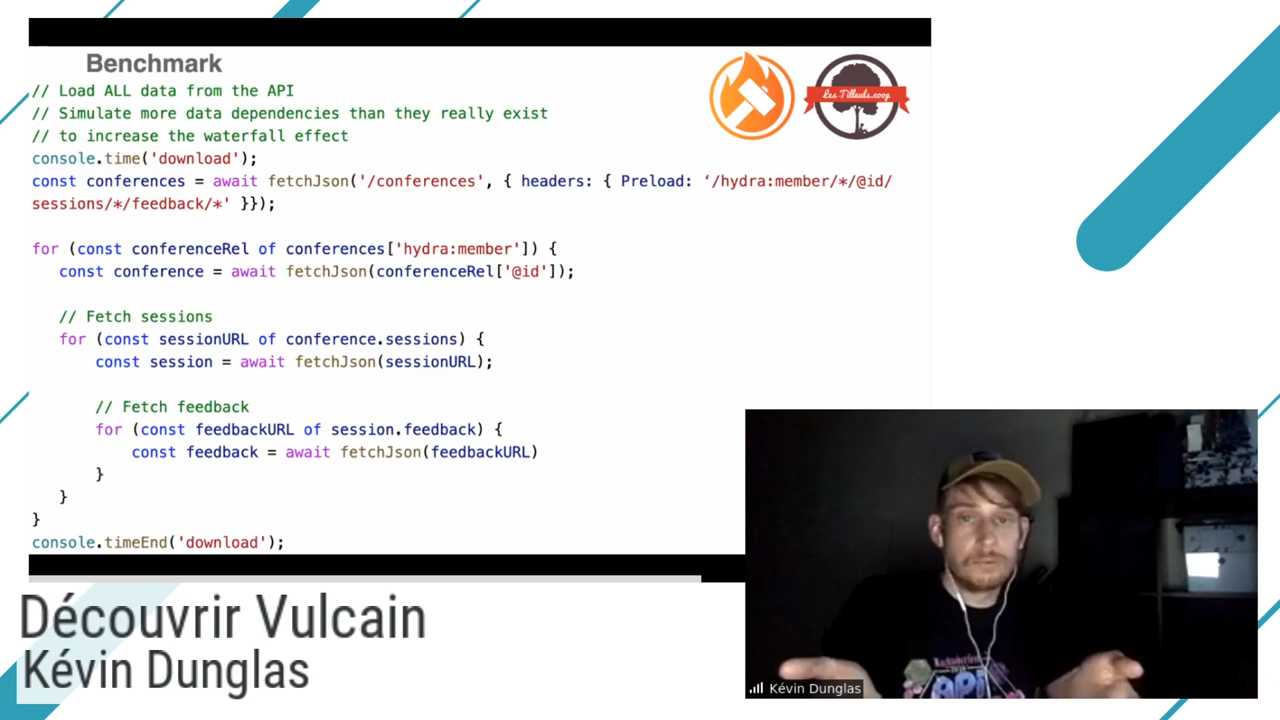 Benchmark
Les-Tilleuls.coop
// Load ALL data from the API
// Simulate more data dependencies than they really exist
// to increase the waterfall effect
console.time('download');
const conferences = await fetchJson('/conferences', { headers: { Preload: ‘/hydra:member/*/@id/
sessions/*/feedback/*' }});
for (const conferenceRel of conferences['hydra:member']) {
const conference = await fetchJson(conferenceRel['@id']);
// Fetch sessions
for (const sessionURL of conference.sessions) {
const session = await fetchJson(sessionURL);
// Fetch feedback
for (const feedbackURL of session.feedback) {
const feedback = await fetchJson(feedbackURL)
}
}
}
console.timeEnd('download');
Découvrir Vulcain
Kévin Dunglas
Kévin Dunglas
API